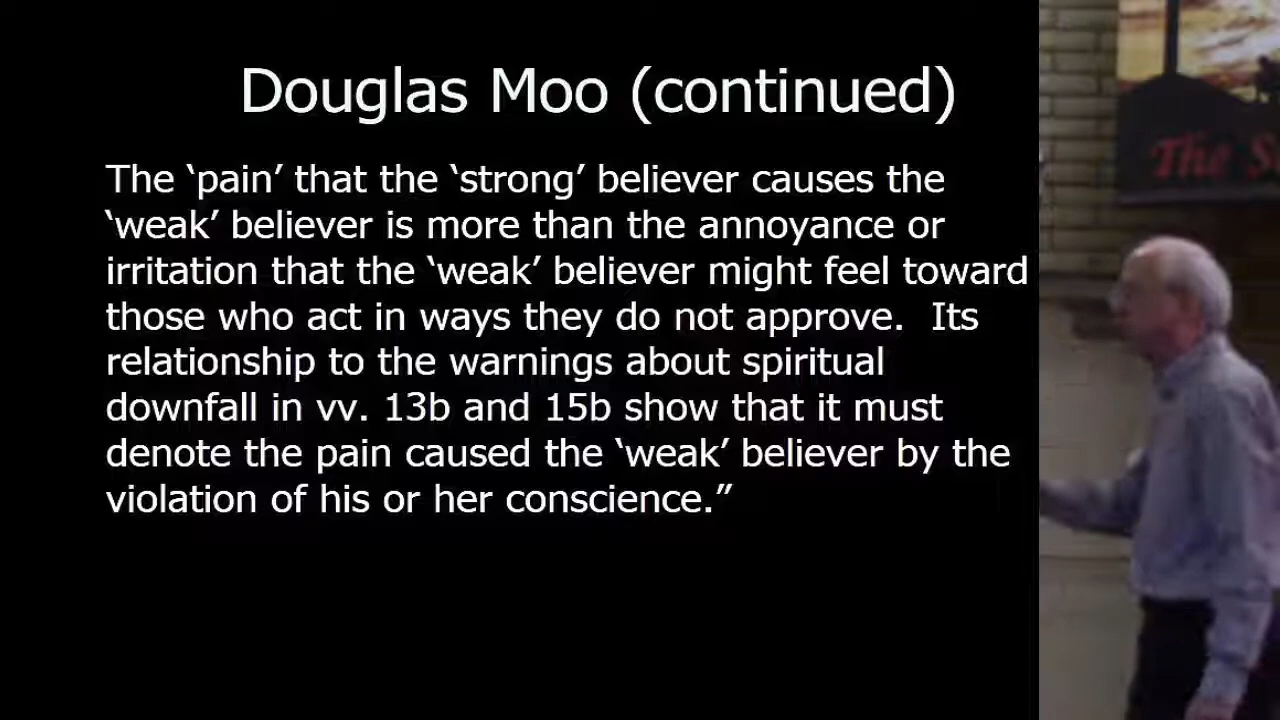 Douglas Moo (continued)
The ‘pain’ that the ‘strong’ believer causes the
‘weak’ believer is more than the annoyance or
irritation that the ‘weak’ believer might feel toward
those who act in ways they do not approve.  Its
relationship to the warnings about spiritual
downfall in vv. 13b and 15b show that it must
denote the pain caused the ‘weak’ believer by the
violation of his or her conscience.”
The